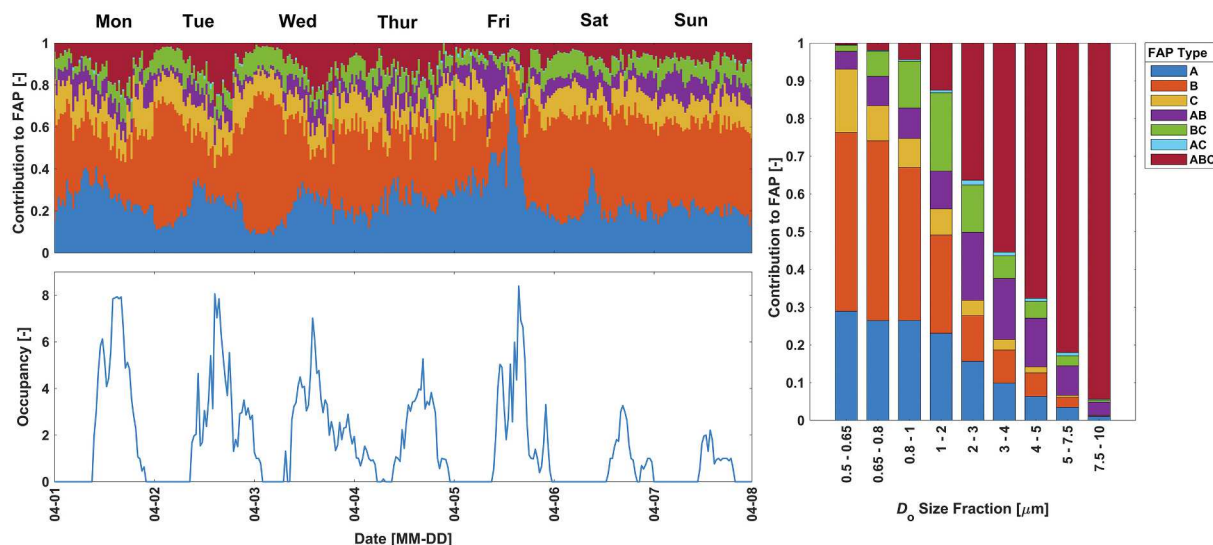 Mon Tue Wed Thur Fri Sat Sun
Contribution to FAP [-]
1
0.8
0.6
0.4
0.2
0
Occupancy [-]
8
6
4
2
0
04-01 04-02 04-03 04-04 04-05 04-06 04-07 04-08
Date [MM-DD]
Contribution to FAP [-]
1
0.9
0.8
0.7
0.6
0.5
0.4
0.3
0.2
0.1
0
0.5 - 0.65 0.65 - 0.8 0.8 - 1 1 - 2 2 - 3 3 - 4 4 - 5 5 - 7.5 7.5 - 10
Do Size Fraction [μm]
FAP Type
A
B
C
AB
BC
AC
ABC